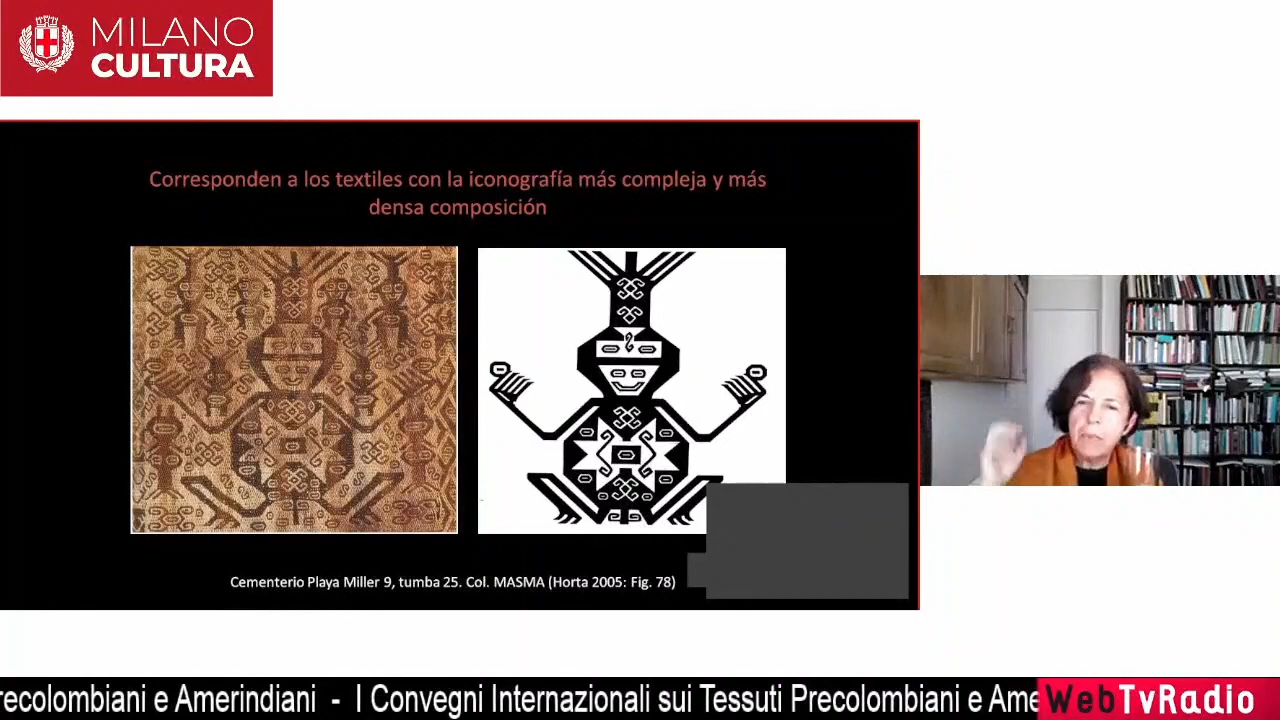 MILANO
CULTURA
Corresponden a los textiles con la iconografía más compleja y más
densa composición
Cementerio Playa Miller 9, tumba 25. Col. MASMA (Horta 2005: Fig. 78)
recolombiani e Amerindiani - I Convegni Internazionali sui Tessuti Precolombiani e Ame
WebTvRadio